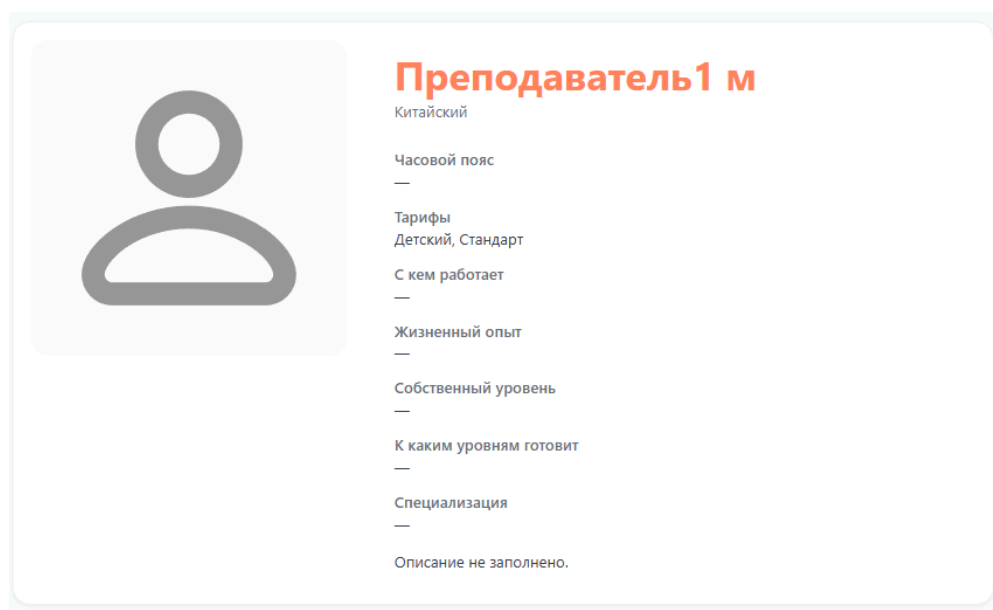 Преподаватель1 м
Китайский
Часовой пояс
—
Тарифы
Детский, Стандарт
С кем работает
—
Жизненный опыт
—
Собственный уровень
—
К каким уровням готовит
—
Специализация
—
Описание не заполнено.